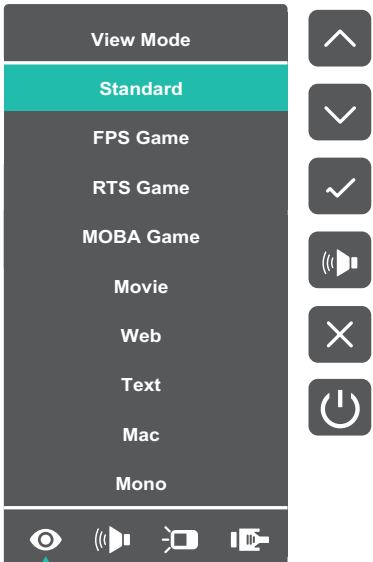 View Mode
Standard
FPS Game
RTS Game
MOBA Game
Movie
Web
Text
Mac
Mono